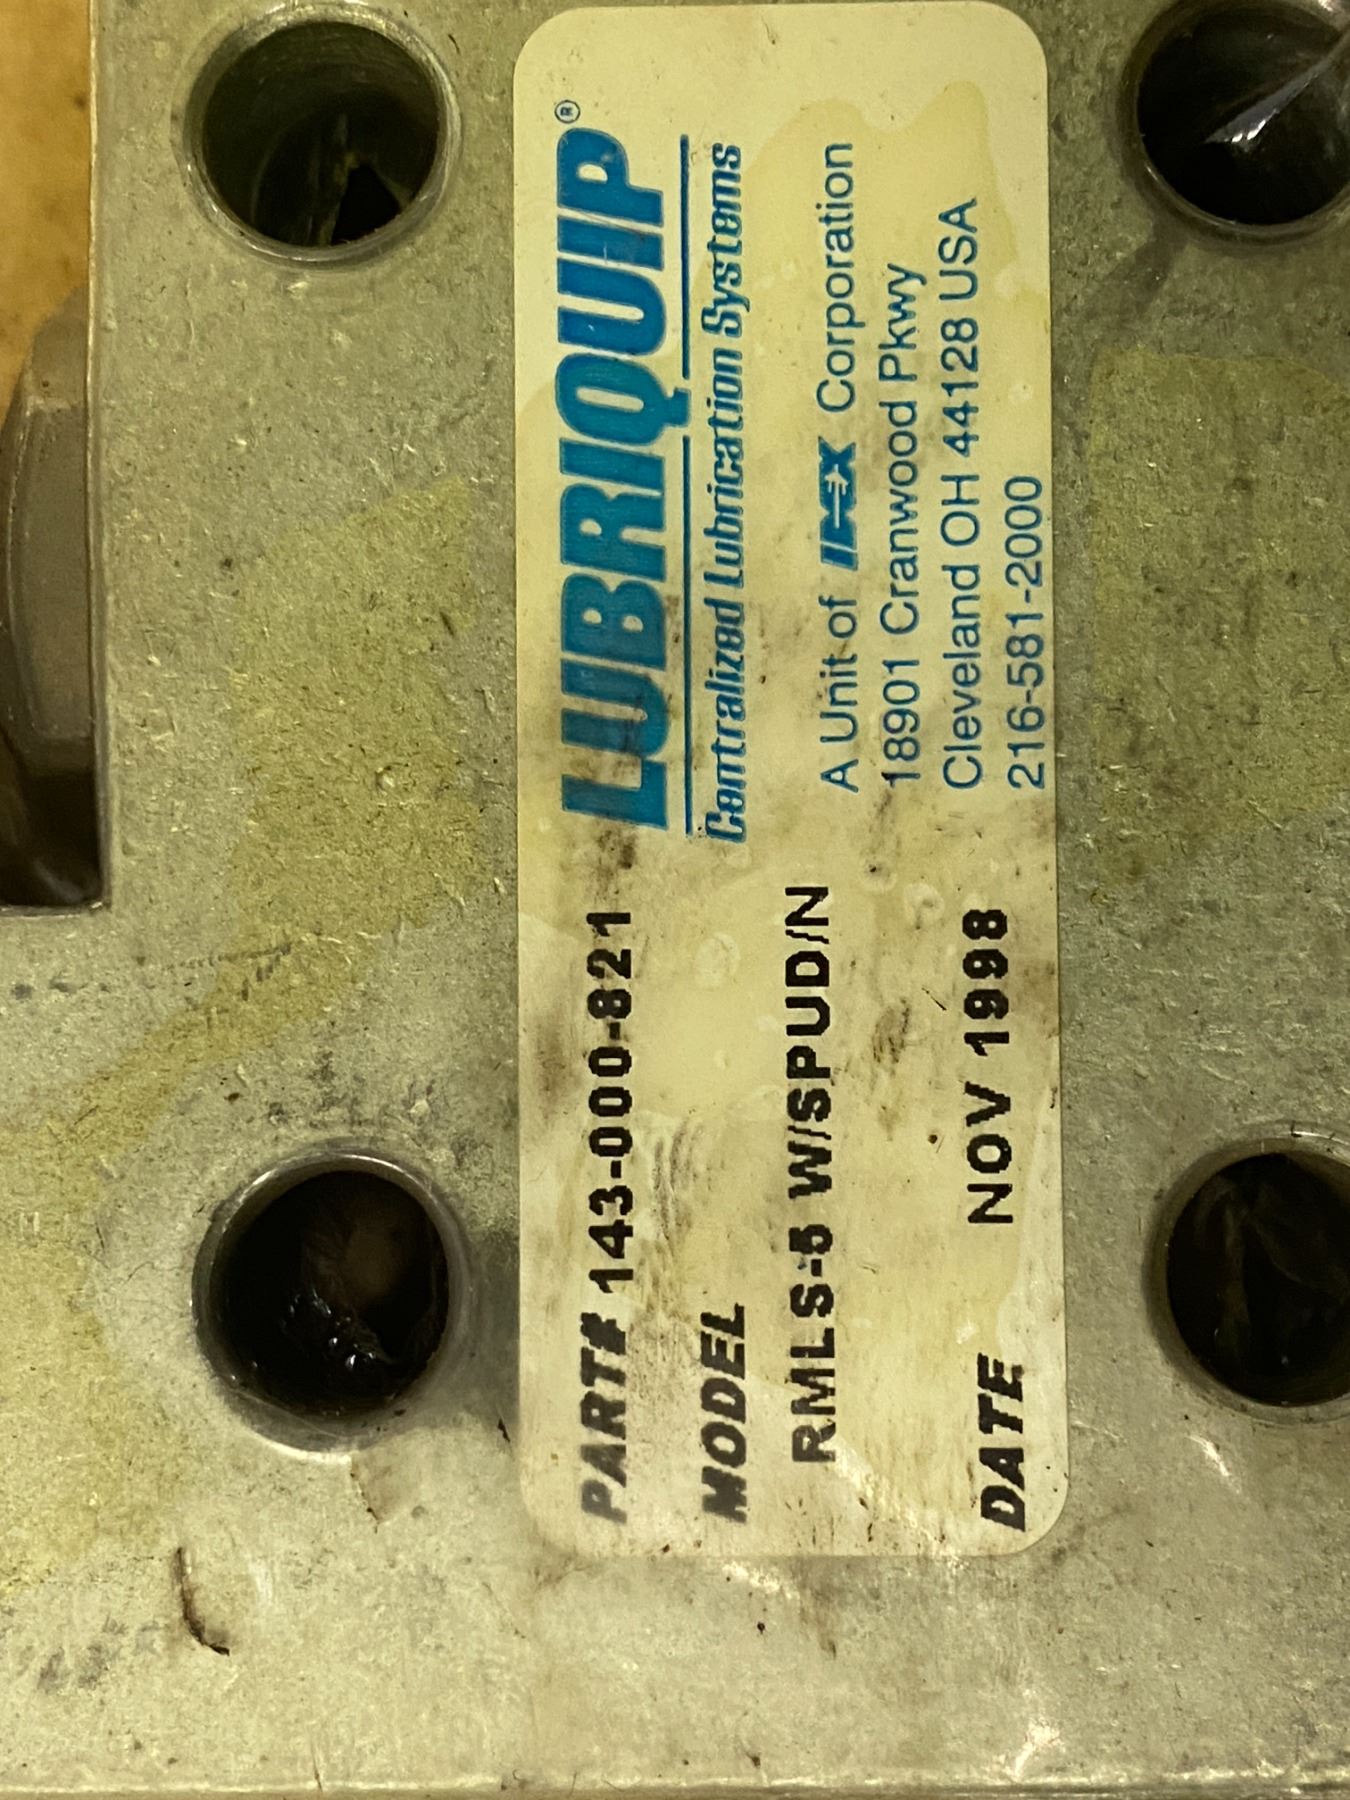 PART# 143-000-821
MODEL
RMLS-5 W/SPUD/N
DATE NOV 1998
LUBRIQUIP®
Centralized Lubrication Systems
A Unit of IDEX Corporation
18901 Cranwood Pkwy
Cleveland OH 44128 USA
216-581-2000